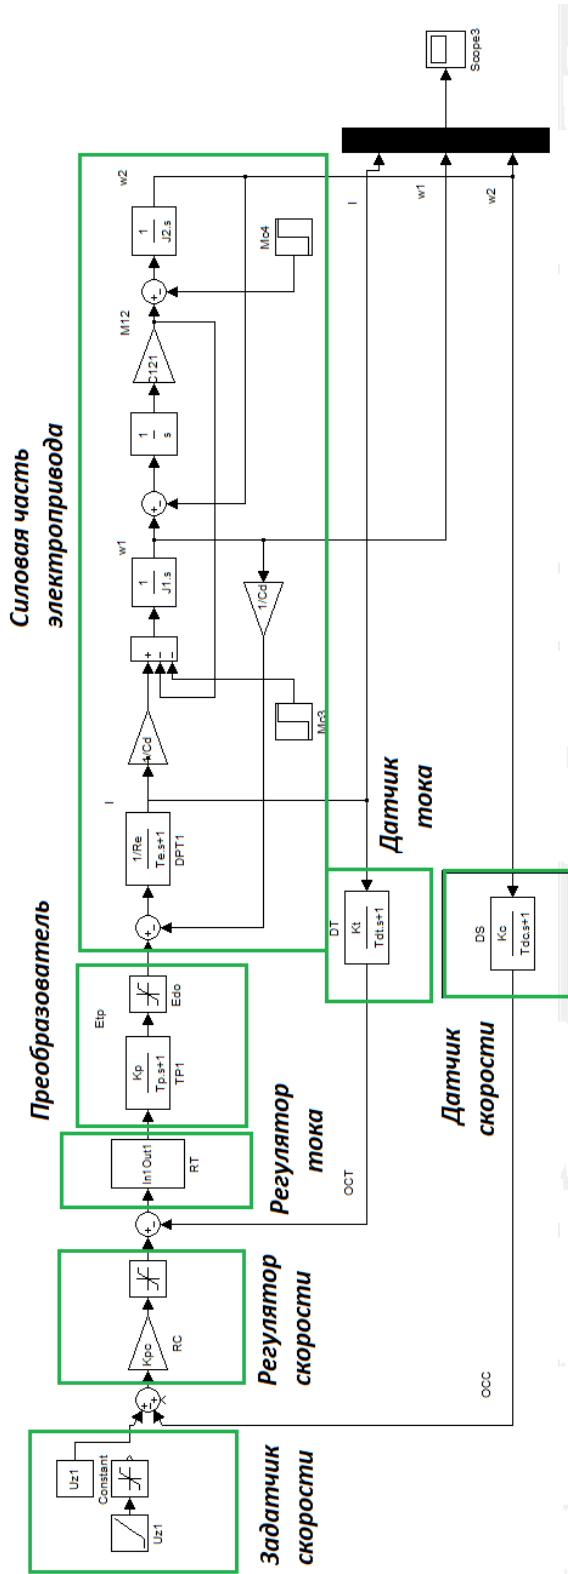 Силовая часть
электропривода
Преобразователь
Регулятор
тока
Регулятор
скорости
Задатчик
скорости
Датчик
тока
Датчик
скорости
Uz1
Constant
Uz1
Kpc
RC
In1 Out1
RT
Kp
Tp.s+1
TP1
Etp
Edo
1/Re
Te.s+1
DPT1
I
1/Cd
+
−
−
1
J1.s
w1
1
s
C121
M12
1
J2.s
w2
Mc4
1/Cd
Mc3
DT
Kt
Tdt.s+1
OCT
DS
Kc
Tdc.s+1
OCC
I
w1
w2
Scope3